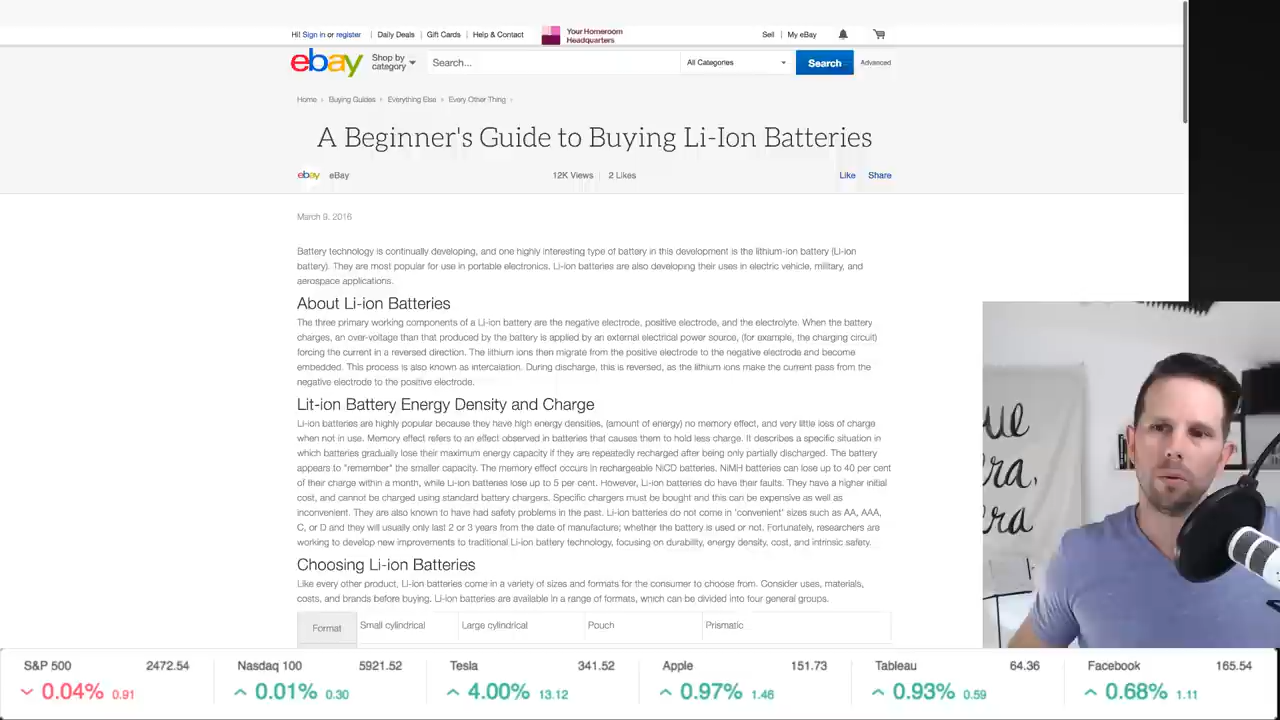 Hi! Sign in or register | Daily Deals | Gift Cards | Help & Contact
Your Homeroom
Headquarters
Sell | My eBay
ebay
Shop by
category
Search...
All Categories
Search
Advanced
Home › Buying Guides › Everything Else › Every Other Thing ›
A Beginner's Guide to Buying Li-Ion Batteries
ebay eBay
12K Views | 2 Likes
Like Share
March 9, 2016
Battery technology is continually developing, and one highly interesting type of battery in this development is the lithium-ion battery (Li-ion
battery). They are most popular for use in portable electronics. Li-ion batteries are also developing their uses in electric vehicle, military, and
aerospace applications.
About Li-ion Batteries
The three primary working components of a Li-ion battery are the negative electrode, positive electrode, and the electrolyte. When the battery
charges, an over-voltage than that produced by the battery is applied by an external electrical power source, (for example, the charging circuit)
forcing the current in a reversed direction. The lithium ions then migrate from the positive electrode to the negative electrode and become
embedded. This process is also known as intercalation. During discharge, this is reversed, as the lithium ions make the current pass from the
negative electrode to the positive electrode.
Lit-ion Battery Energy Density and Charge
Li-ion batteries are highly popular because they have high energy densities, (amount of energy) no memory effect, and very little loss of charge
when not in use. Memory effect refers to an effect observed in batteries that causes them to hold less charge. It describes a specific situation in
which batteries gradually lose their maximum energy capacity if they are repeatedly recharged after being only partially discharged. The battery
appears to "remember" the smaller capacity. The memory effect occurs in rechargeable NiCD batteries. NiMH batteries can lose up to 40 per cent
of their charge within a month, while Li-ion batteries lose up to 5 per cent. However, Li-ion batteries do have their faults. They have a higher initial
cost, and cannot be charged using standard battery chargers. Specific chargers must be bought and this can be expensive as well as
inconvenient. They are also known to have had safety problems in the past. Li-ion batteries do not come in 'convenient' sizes such as AA, AAA,
C, or D and they will usually only last 2 or 3 years from the date of manufacture; whether the battery is used or not. Fortunately, researchers are
working to develop new improvements to traditional Li-ion battery technology, focusing on durability, energy density, cost, and intrinsic safety.
Choosing Li-ion Batteries
Like every other product, Li-ion batteries come in a variety of sizes and formats for the consumer to choose from. Consider uses, materials,
costs, and brands before buying. Li-ion batteries are available in a range of formats, which can be divided into four general groups.
Format Small cylindrical Large cylindrical Pouch Prismatic
S&P 500 2472.54
0.04% 0.91
Nasdaq 100 5921.52
0.01% 0.30
Tesla 341.52
4.00% 13.12
Apple 151.73
0.97% 1.46
Tableau 64.36
0.93% 0.59
Facebook 165.54
0.68% 1.11